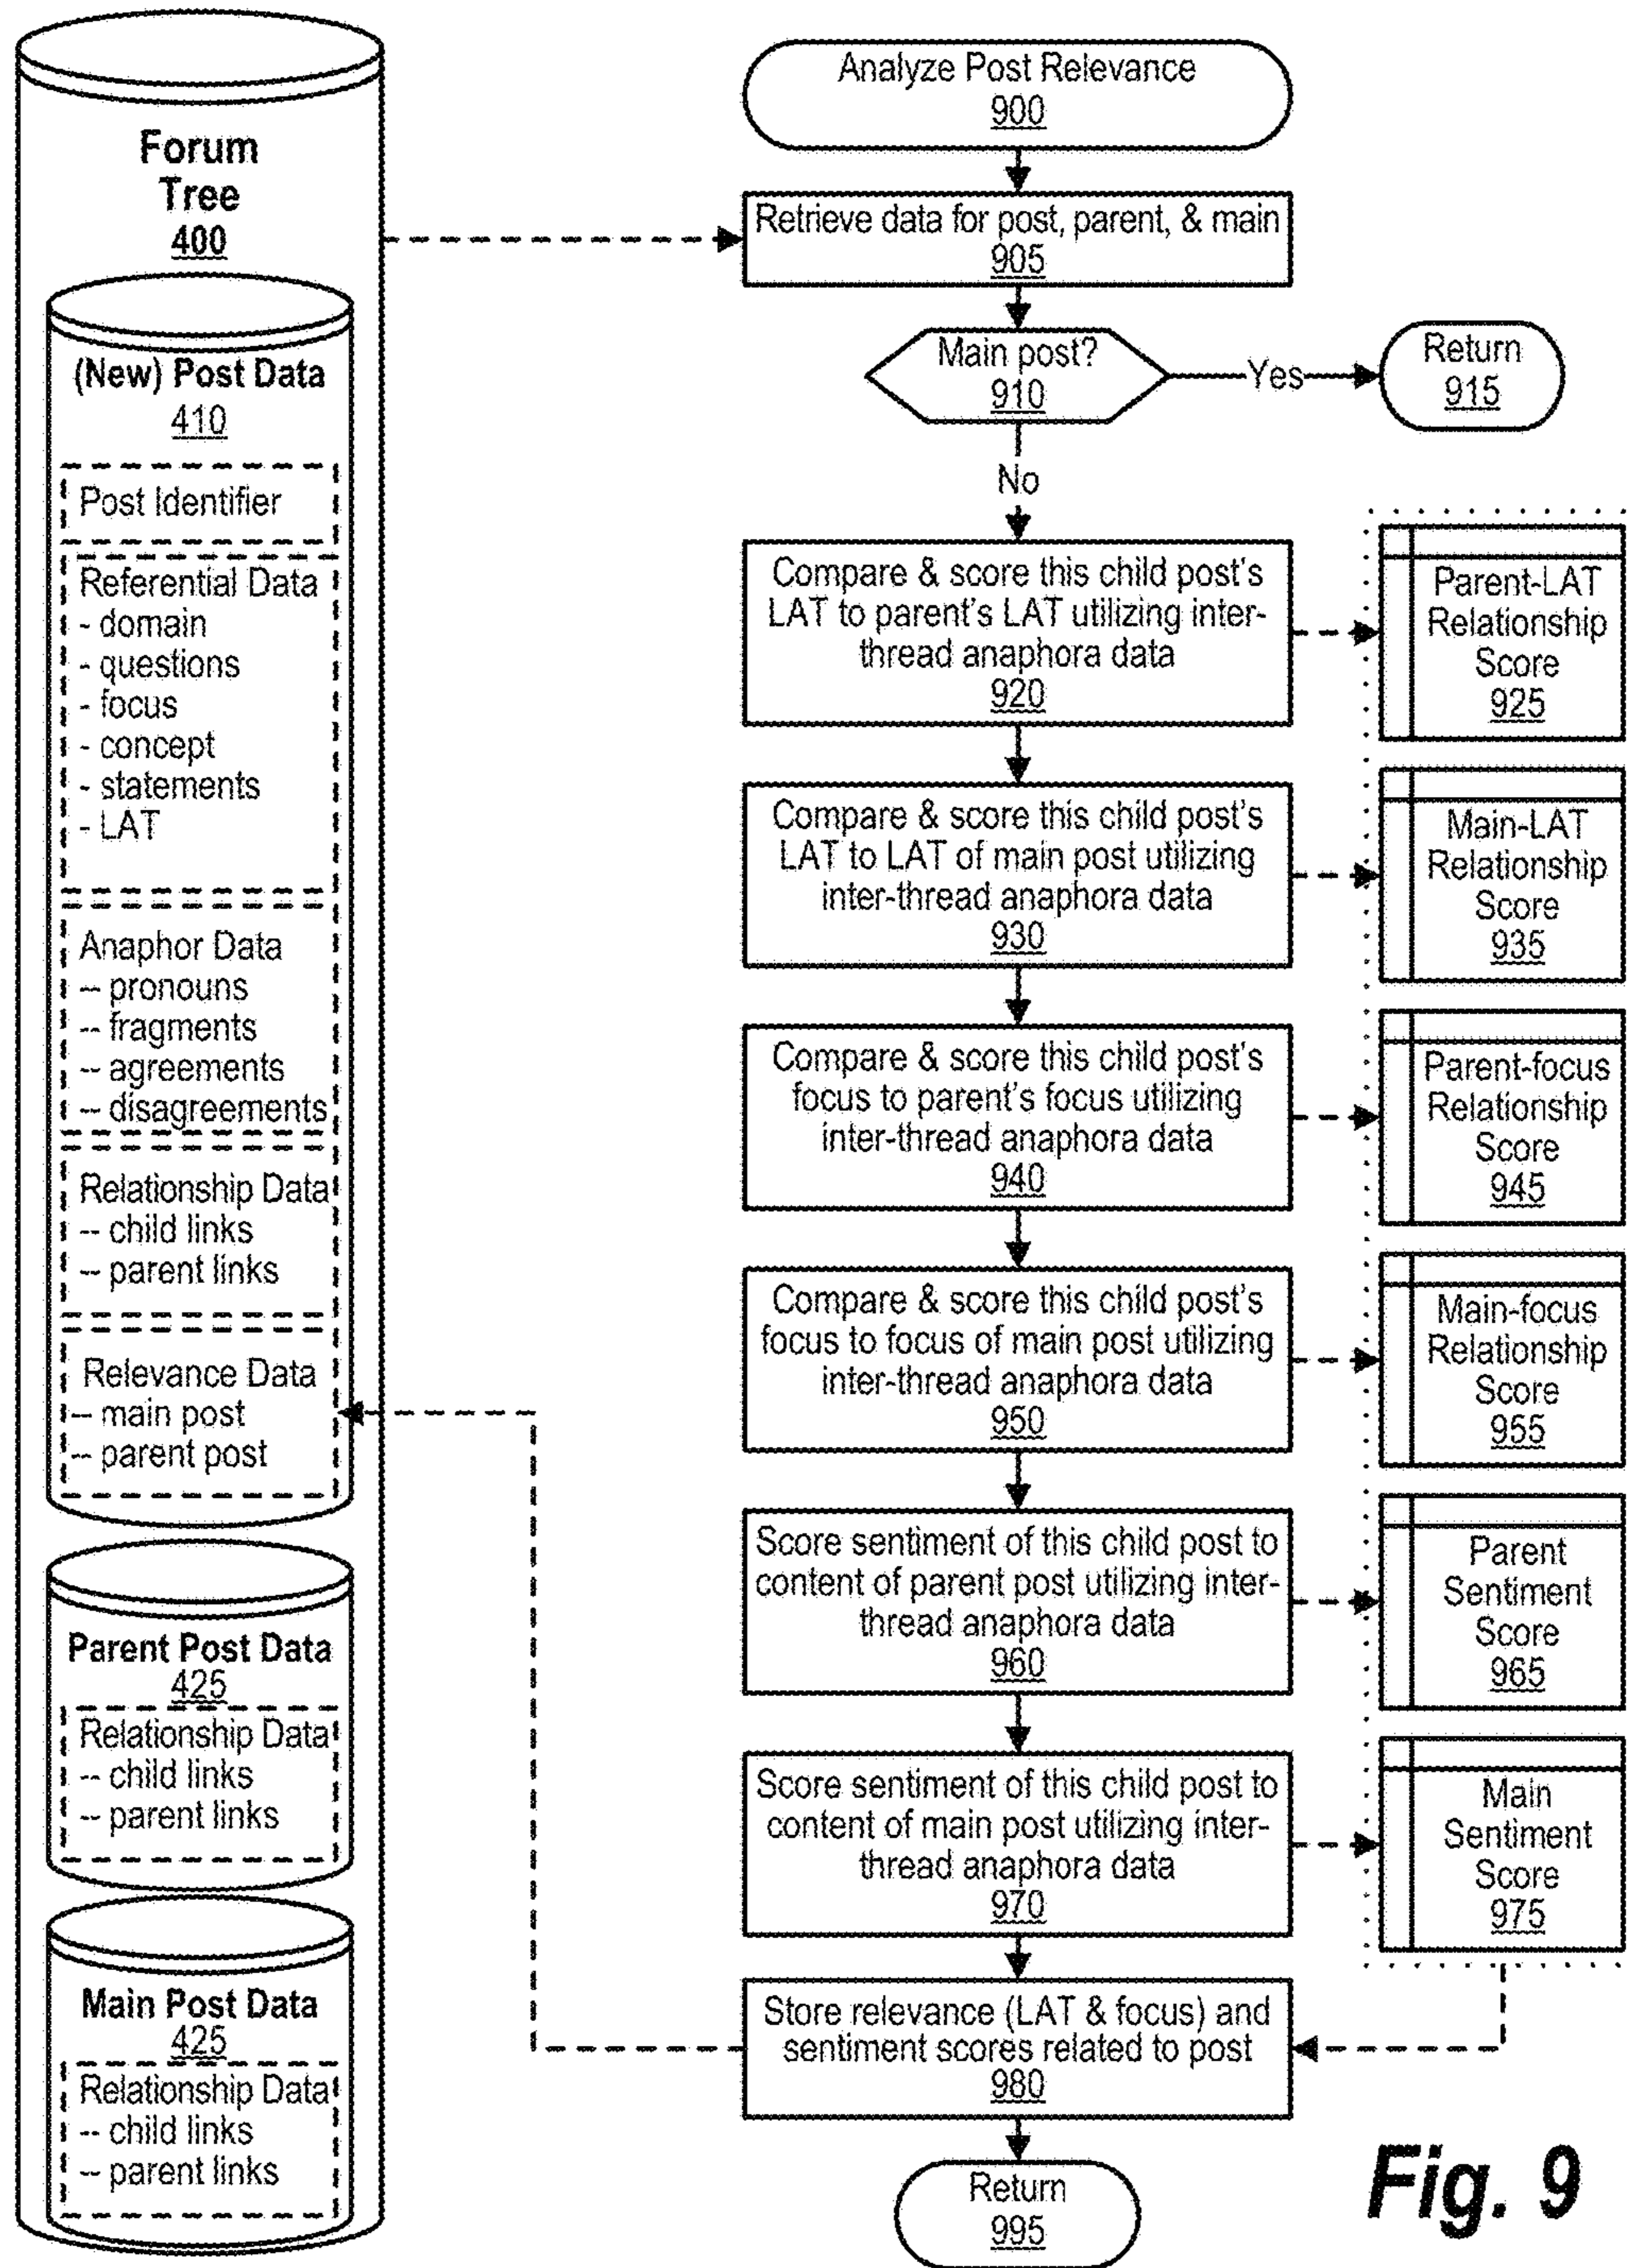 Forum
Tree
400
(New) Post Data
410
Post Identifier
Referential Data
- domain
- questions
- focus
- concept
- statements
- LAT
Anaphor Data
-- pronouns
-- fragments
-- agreements
-- disagreements
Relationship Data
-- child links
-- parent links
Relevance Data
-- main post
-- parent post
Parent Post Data
425
Relationship Data
-- child links
-- parent links
Main Post Data
425
Relationship Data
-- child links
-- parent links
Analyze Post Relevance
900
Retrieve data for post, parent, & main
905
Main post?
910
Yes
Return
915
No
Compare & score this child post's
LAT to parent's LAT utilizing inter-
thread anaphora data
920
Parent-LAT
Relationship
Score
925
Compare & score this child post's
LAT to LAT of main post utilizing
inter-thread anaphora data
930
Main-LAT
Relationship
Score
935
Compare & score this child post's
focus to parent's focus utilizing
inter-thread anaphora data
940
Parent-focus
Relationship
Score
945
Compare & score this child post's
focus to focus of main post utilizing
inter-thread anaphora data
950
Main-focus
Relationship
Score
955
Score sentiment of this child post to
content of parent post utilizing inter-
thread anaphora data
960
Parent
Sentiment
Score
965
Score sentiment of this child post to
content of main post utilizing inter-
thread anaphora data
970
Main
Sentiment
Score
975
Store relevance (LAT & focus) and
sentiment scores related to post
980
Return
995
Fig. 9